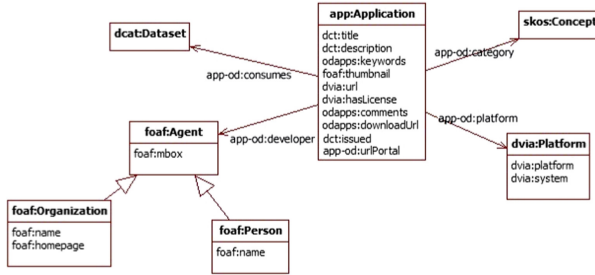 app:Application
dct:title
dct:description
odapps:keywords
foaf:thumbnail
dvia:url
dvia:hasLicense
odapps:comments
odapps:downloadUrl
dct:issued
app-od:urlPortal
dcat:Dataset
skos:Concept
app-od:consumes
app-od:category
app-od:developer
app-od:platform
foaf:Agent
foaf:mbox
dvia:Platform
dvia:platform
dvia:system
foaf:Organization
foaf:name
foaf:homepage
foaf:Person
foaf:name